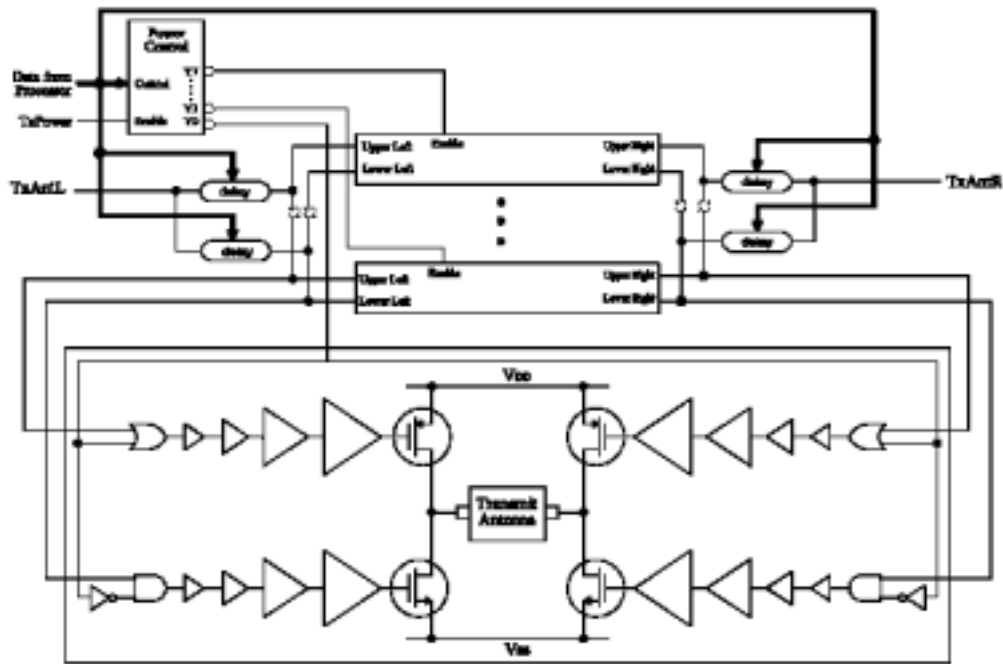 Power
Control
Data from
Processor
Control
Y7
TxPower
Enable
Y1
Y0
Enable
Upper Left
Upper Right
Lower Left
Lower Right
TxAntL
delay
delay
TxAntR
delay
delay
Upper Left
Enable
Upper Right
Lower Left
Lower Right
Vcc
Transmit
Antenna
Vss